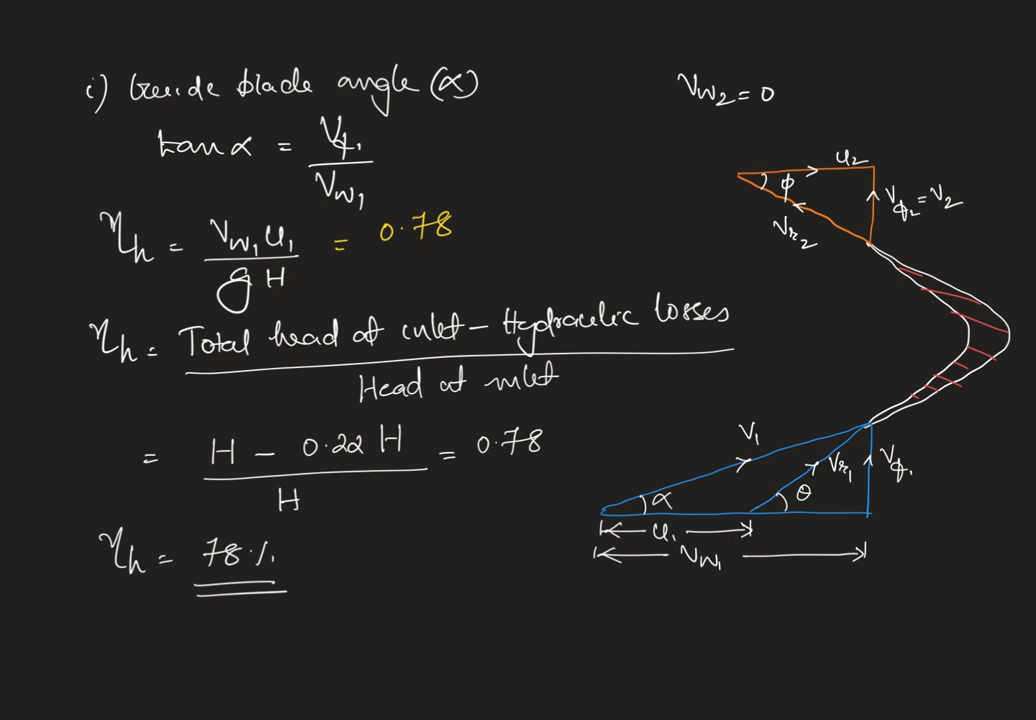 i) Guide blade angle (α)
tan α = Vf₁ / Vw₁
ηh = Vw₁ u₁ / g H = 0.78
ηh = Total head at inlet - Hydraulic losses / Head at inlet
= H - 0.22 H / H = 0.78
ηh = 78 %
Vw₂ = 0
u₂
ϕ
Vf₂ = V₂
Vr₂
V₁
Vr₁
Vf₁
α
θ
u₁
Vw₁